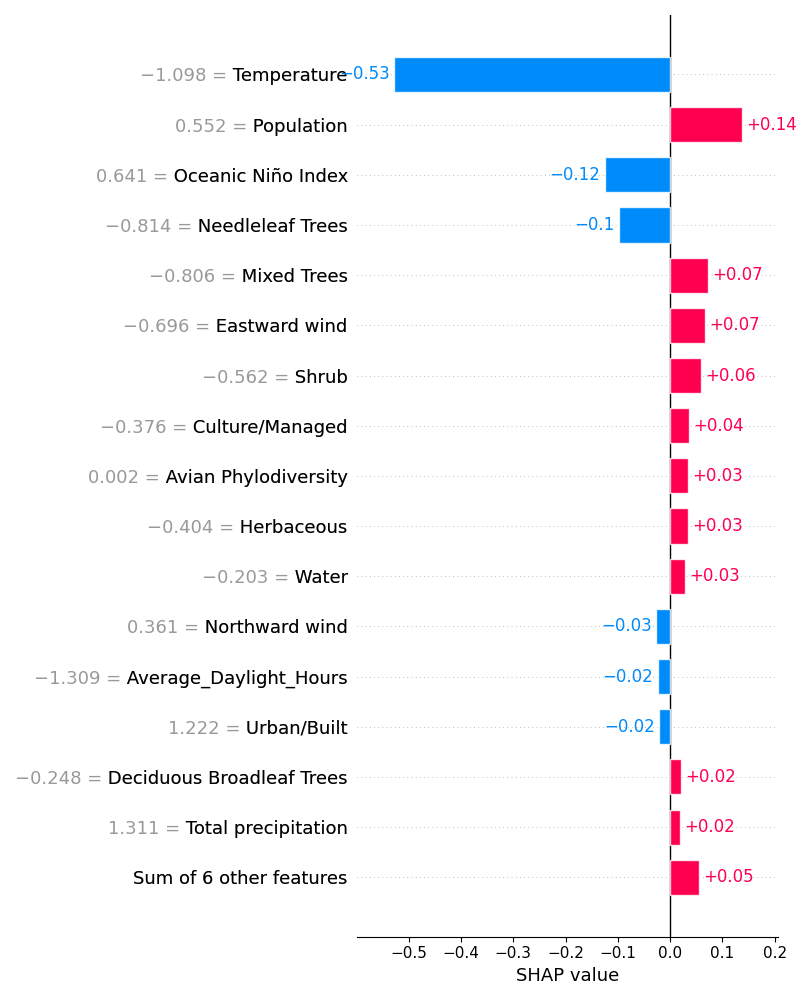 −1.098 = Temperature −0.53
0.552 = Population +0.14
0.641 = Oceanic Niño Index −0.12
−0.814 = Needleleaf Trees −0.1
−0.806 = Mixed Trees +0.07
−0.696 = Eastward wind +0.07
−0.562 = Shrub +0.06
−0.376 = Culture/Managed +0.04
0.002 = Avian Phylodiversity +0.03
−0.404 = Herbaceous +0.03
−0.203 = Water +0.03
0.361 = Northward wind −0.03
−1.309 = Average_Daylight_Hours −0.02
1.222 = Urban/Built −0.02
−0.248 = Deciduous Broadleaf Trees +0.02
1.311 = Total precipitation +0.02
Sum of 6 other features +0.05
−0.5 −0.4 −0.3 −0.2 −0.1 0.0 0.1 0.2
SHAP value